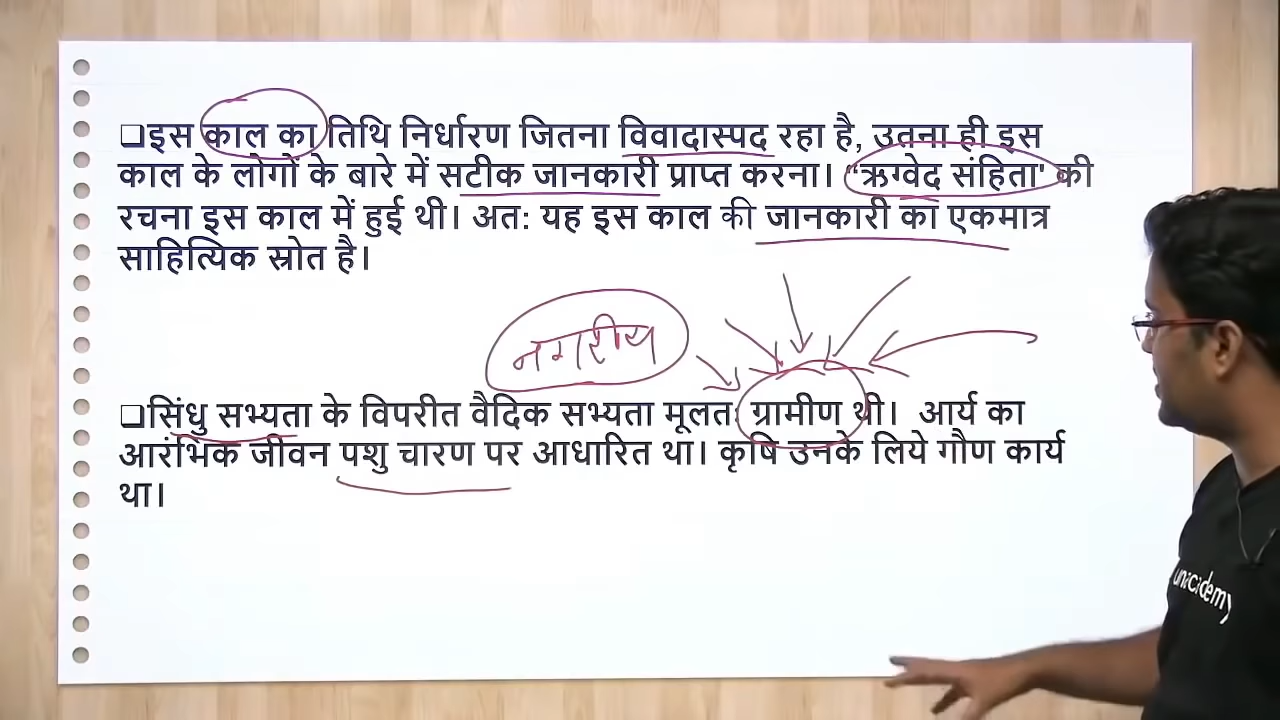 ❑इस काल का तिथि निर्धारण जितना विवादास्पद रहा है, उतना ही इस
काल के लोगों के बारे में सटीक जानकारी प्राप्त करना। “ऋग्वेद संहिता' की
रचना इस काल में हुई थी। अत: यह इस काल की जानकारी का एकमात्र
साहित्यिक स्रोत है।
नगरीय
❑सिंधु सभ्यता के विपरीत वैदिक सभ्यता मूलत: ग्रामीण थी। आर्य का
आरंभिक जीवन पशु चारण पर आधारित था। कृषि उनके लिये गौण कार्य
था।
unacademy